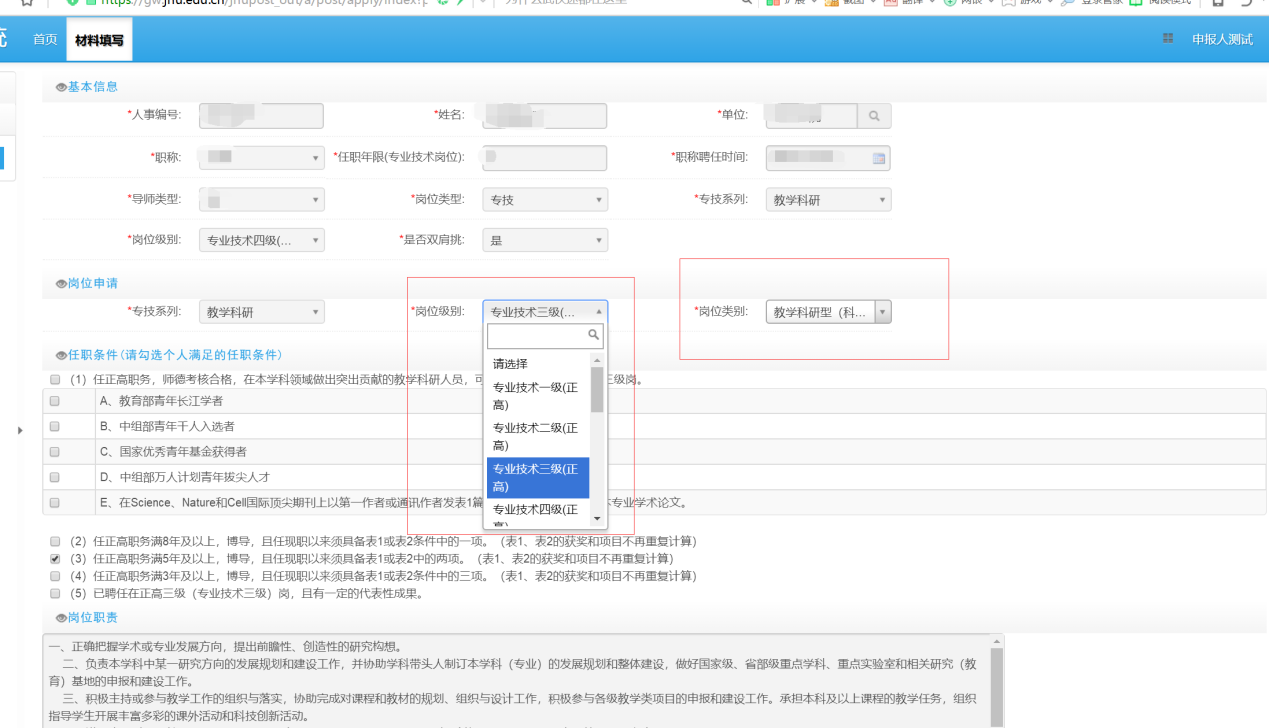 https://gw.jnu.edu.cn/jnupost_out/a/post/apply/index?
首页 材料填写 申报人测试
基本信息
*人事编号: *姓名: *单位:
*职称: *任职年限(专业技术岗位): *职称聘任时间:
*导师类型: *岗位类型: 专技 *专技系列: 教学科研
*岗位级别: 专业技术四级(... *是否双肩挑: 是
岗位申请
*专技系列: 教学科研 *岗位级别: 专业技术三级(... *岗位类别: 教学科研型（科...
请选择
专业技术一级(正
高)
专业技术二级(正
高)
专业技术三级(正
高)
专业技术四级(正
任职条件(请勾选个人满足的任职条件)
(1) 任正高职务，师德考核合格，在本学科领域做出突出贡献的教学科研人员，可 三级岗。
A、教育部青年长江学者
B、中组部青年千人入选者
C、国家优秀青年基金获得者
D、中组部万人计划青年拔尖人才
E、在Science、Nature和Cell国际顶尖期刊上以第一作者或通讯作者发表1篇 本专业学术论文。
(2) 任正高职务满8年及以上，博导，且任现职以来须具备表1或表2条件中的一项。（表1、表2的获奖和项目不再重复计算）
(3) 任正高职务满5年及以上，博导，且任现职以来须具备表1或表2中的两项。（表1、表2的获奖和项目不再重复计算）
(4) 任正高职务满3年及以上，博导，且任现职以来须具备表1或表2条件中的三项。（表1、表2的获奖和项目不再重复计算）
(5) 已聘任在正高三级（专业技术三级）岗，且有一定的代表性成果。
岗位职责
一、正确把握学术或专业发展方向，提出前瞻性、创造性的研究构想。
二、负责本学科中某一研究方向的发展规划和建设工作，并协助学科带头人制订本学科（专业）的发展规划和整体建设，做好国家级、省部级重点学科、重点实验室和相关研究（教
育）基地的申报和建设工作。
三、积极主持或参与教学工作的组织与落实，协助完成对课程和教材的规划、组织与设计工作，积极参与各级教学类项目的申报和建设工作。承担本科及以上课程的教学任务，组织
指导学生开展丰富多彩的课外活动和科技创新活动。